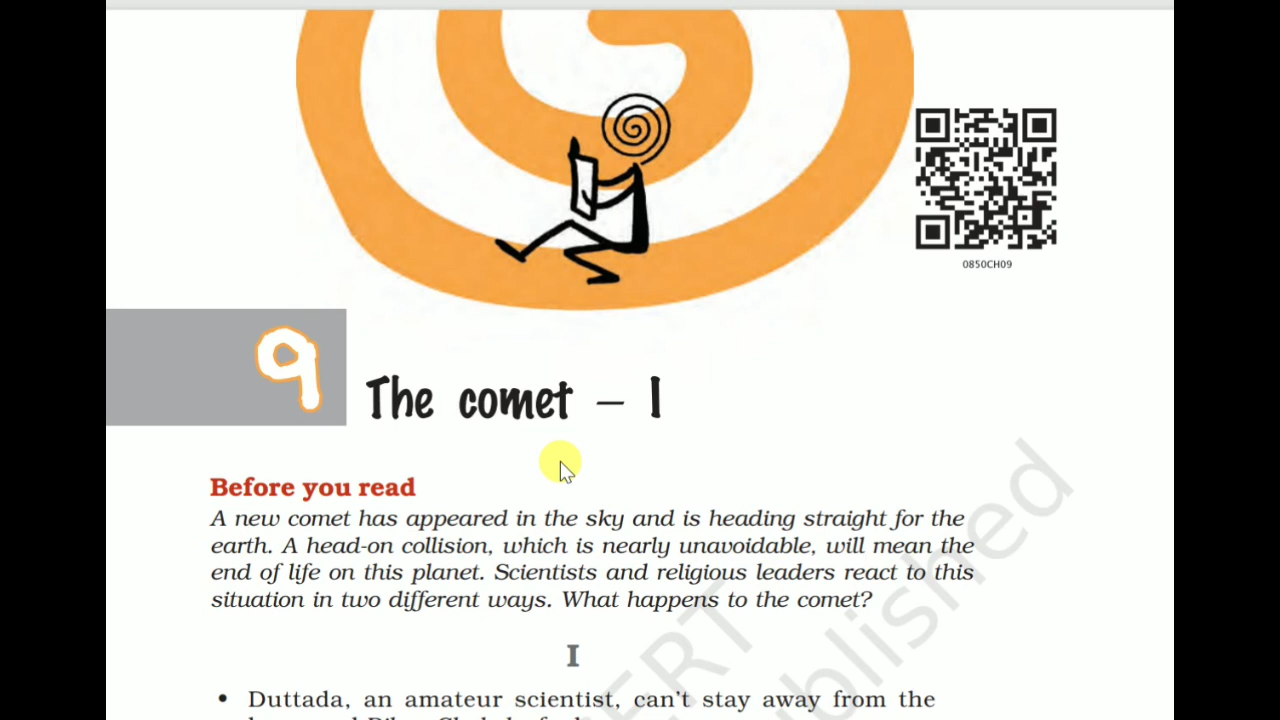 0850CH09
9
The comet – I
Before you read
A new comet has appeared in the sky and is heading straight for the
earth. A head-on collision, which is nearly unavoidable, will mean the
end of life on this planet. Scientists and religious leaders react to this
situation in two different ways. What happens to the comet?
I
• Duttada, an amateur scientist, can't stay away from the